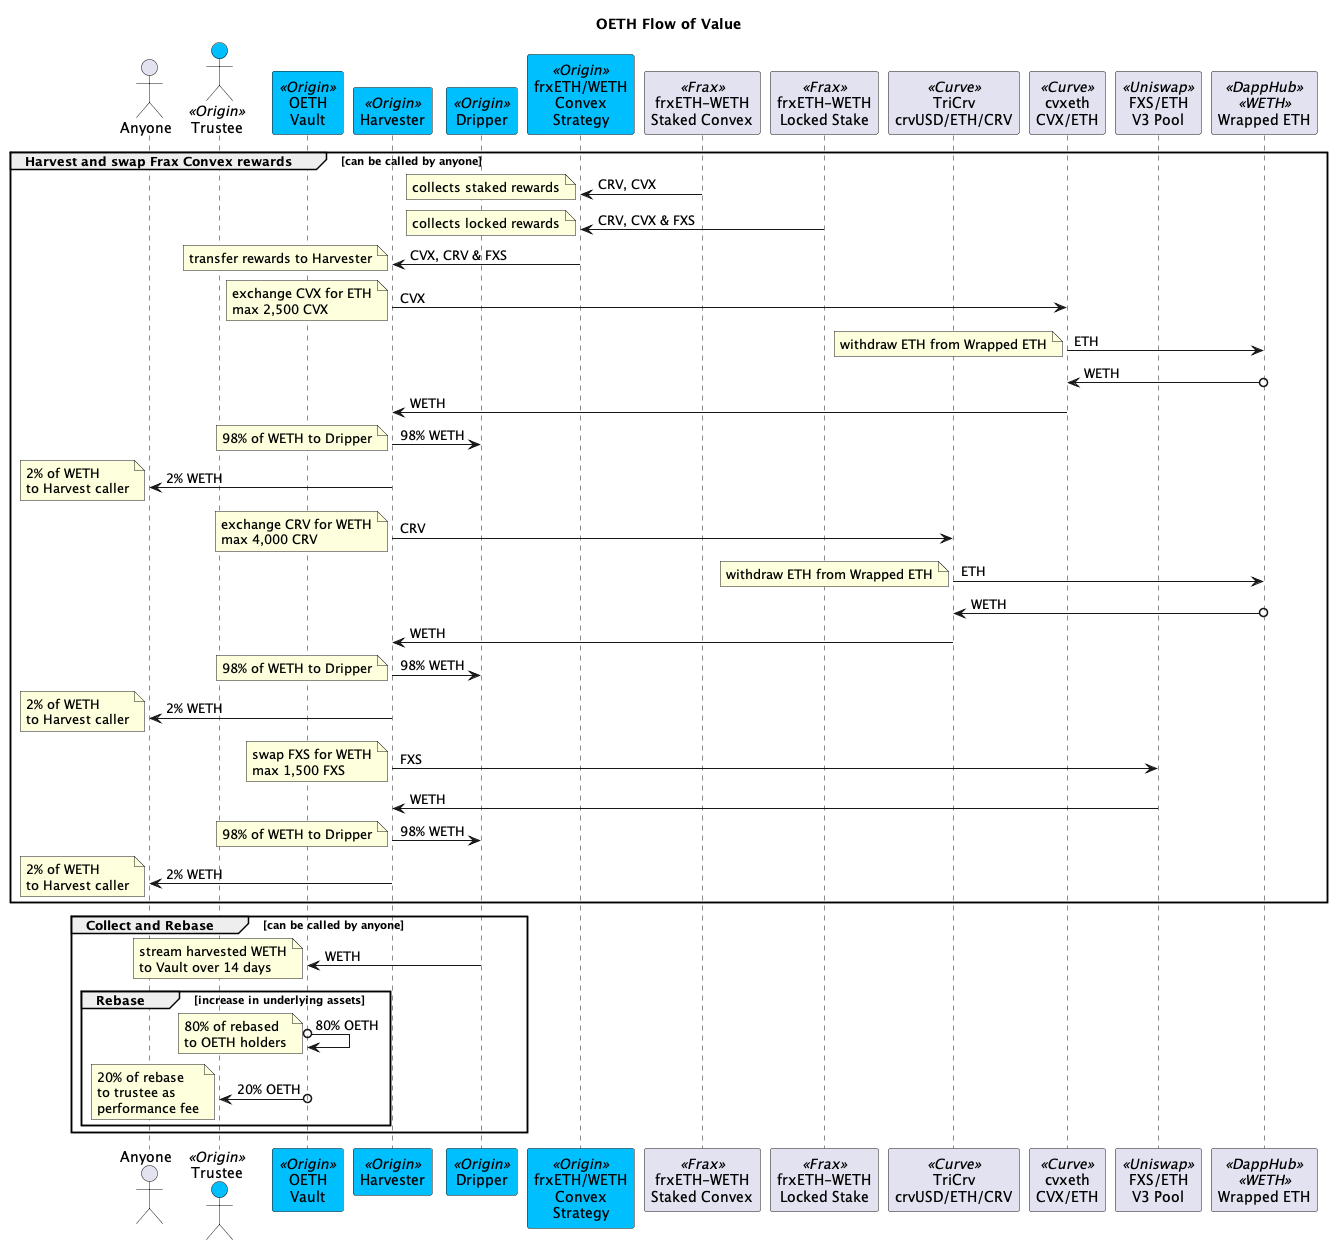 OETH Flow of Value
Anyone
«Origin»
Trustee
«Origin»
OETH
Vault
«Origin»
Harvester
«Origin»
Dripper
«Origin»
frxETH/WETH
Convex
Strategy
«Frax»
frxETH-WETH
Staked Convex
«Frax»
frxETH-WETH
Locked Stake
«Curve»
TriCrv
crvUSD/ETH/CRV
«Curve»
cvxeth
CVX/ETH
«Uniswap»
FXS/ETH
V3 Pool
«DappHub»
«WETH»
Wrapped ETH
Harvest and swap Frax Convex rewards [can be called by anyone]
collects staked rewards
CRV, CVX
collects locked rewards
CRV, CVX & FXS
transfer rewards to Harvester
CVX, CRV & FXS
exchange CVX for ETH
max 2,500 CVX
CVX
withdraw ETH from Wrapped ETH
ETH
WETH
WETH
98% of WETH to Dripper
98% WETH
2% of WETH
to Harvest caller
2% WETH
exchange CRV for WETH
max 4,000 CRV
CRV
withdraw ETH from Wrapped ETH
ETH
WETH
WETH
98% of WETH to Dripper
98% WETH
2% of WETH
to Harvest caller
2% WETH
swap FXS for WETH
max 1,500 FXS
FXS
WETH
98% of WETH to Dripper
98% WETH
2% of WETH
to Harvest caller
2% WETH
Collect and Rebase [can be called by anyone]
stream harvested WETH
to Vault over 14 days
WETH
Rebase [increase in underlying assets]
80% of rebased
to OETH holders
80% OETH
20% of rebase
to trustee as
performance fee
20% OETH
Anyone
«Origin»
Trustee
«Origin»
OETH
Vault
«Origin»
Harvester
«Origin»
Dripper
«Origin»
frxETH/WETH
Convex
Strategy
«Frax»
frxETH-WETH
Staked Convex
«Frax»
frxETH-WETH
Locked Stake
«Curve»
TriCrv
crvUSD/ETH/CRV
«Curve»
cvxeth
CVX/ETH
«Uniswap»
FXS/ETH
V3 Pool
«DappHub»
«WETH»
Wrapped ETH